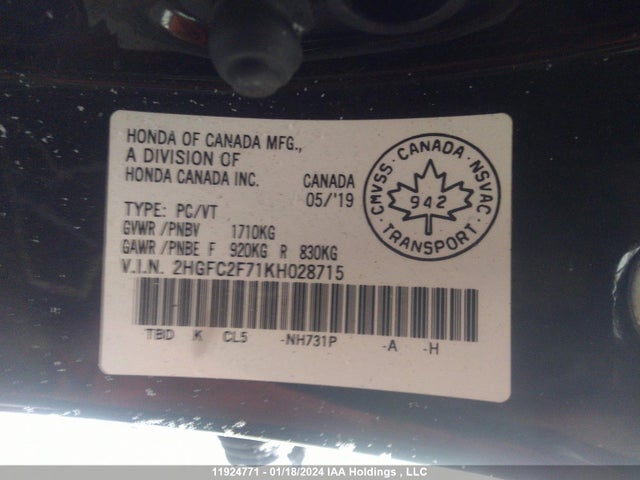 HONDA OF CANADA MFG.,
A DIVISION OF
HONDA CANADA INC.
CANADA
05/'19
TYPE: PC/VT
GVWR /PNBV 1710KG
GAWR /PNBE F 920KG R 830KG
V.I.N. 2HGFC2F71KH028715
TBD K CL5 -NH731P -A -H
CMVSS · CANADA · NSVAC
942
TRANSPORT
11924771 - 01/18/2024 IAA Holdings , LLC